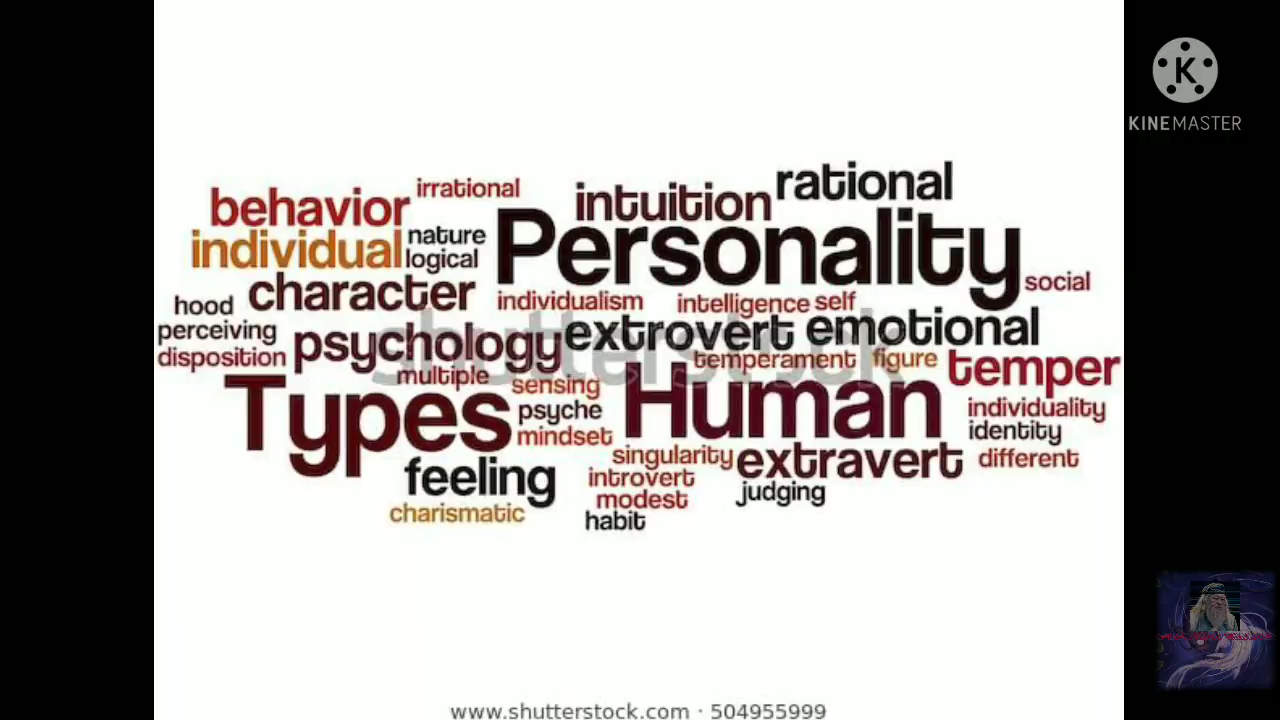 irrational
rational
behavior
intuition
individual
nature
Personality
logical
social
character
individualism
intelligence self
hood
perceiving
psychology
extrovert
emotional
disposition
temperament
figure
temper
multiple
sensing
Types
psyche
Human
individuality
mindset
identity
singularity
extravert
different
feeling
introvert
modest
judging
charismatic
habit
shutterstock
www.shutterstock.com · 504955999
K
KINEMASTER